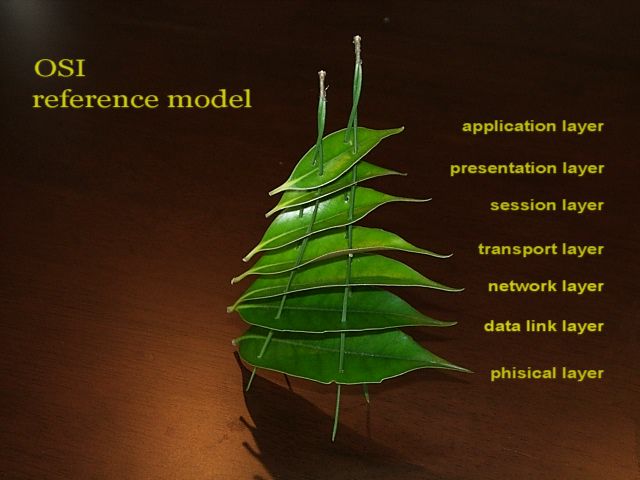 OSI
reference model
application layer
presentation layer
session layer
transport layer
network layer
data link layer
phisical layer